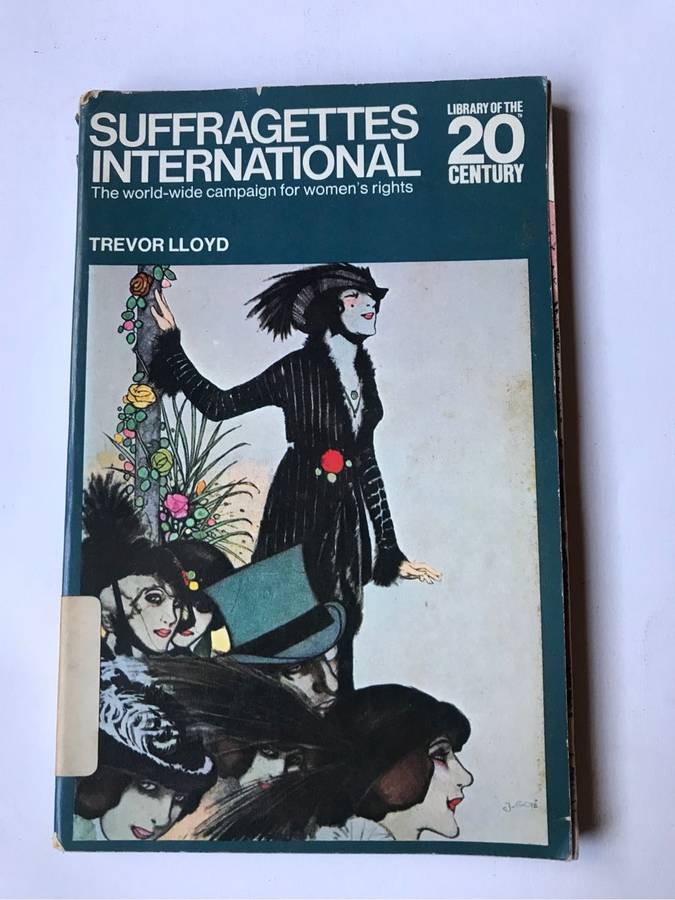 SUFFRAGETTES
INTERNATIONAL
The world-wide campaign for women's rights
TREVOR LLOYD
LIBRARY OF THE
20TH
CENTURY